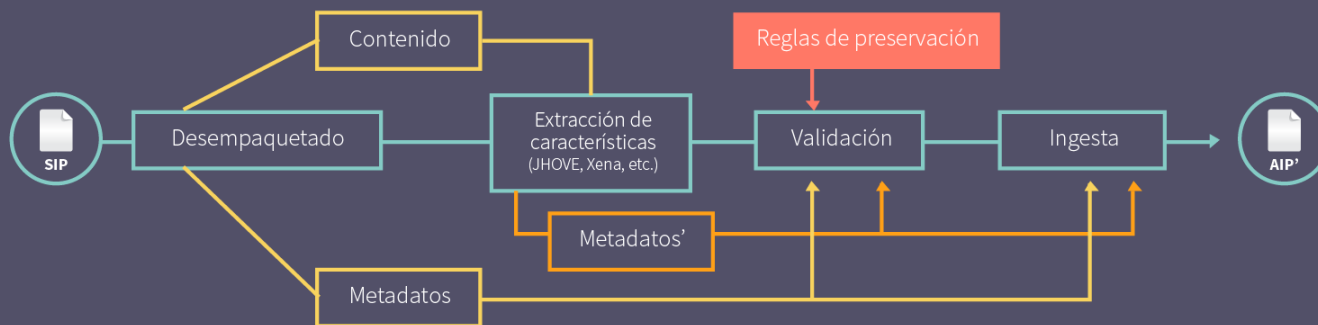 Contenido
Reglas de preservación
SIP
Desempaquetado
Extracción de
características
(JHOVE, Xena, etc.)
Validación
Ingesta
AIP’
Metadatos’
Metadatos